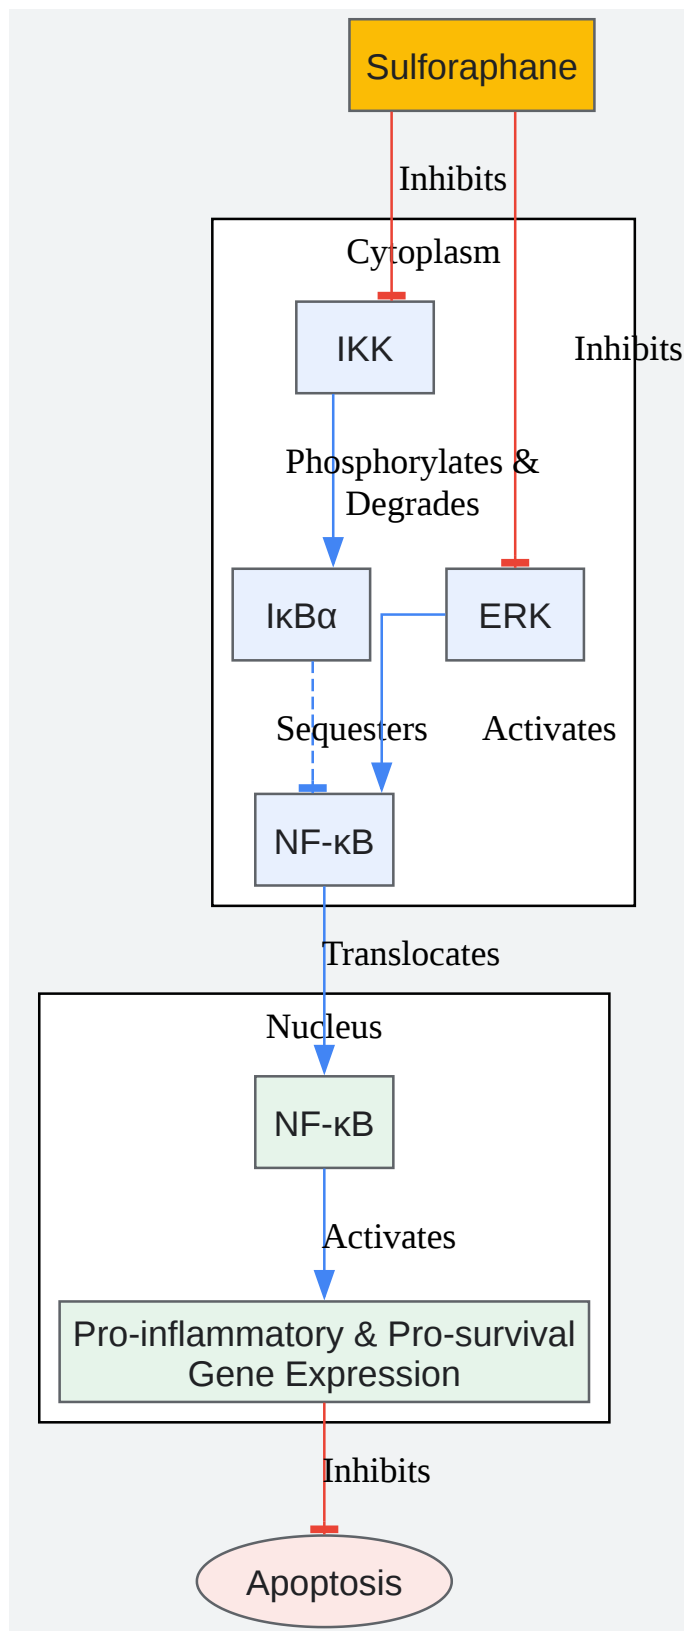 Sulforaphane
Inhibits
Cytoplasm
IKK
Inhibits
Phosphorylates &
Degrades
IκBα
ERK
Sequesters
Activates
NF-κB
Translocates
Nucleus
NF-κB
Activates
Pro-inflammatory & Pro-survival
Gene Expression
Inhibits
Apoptosis